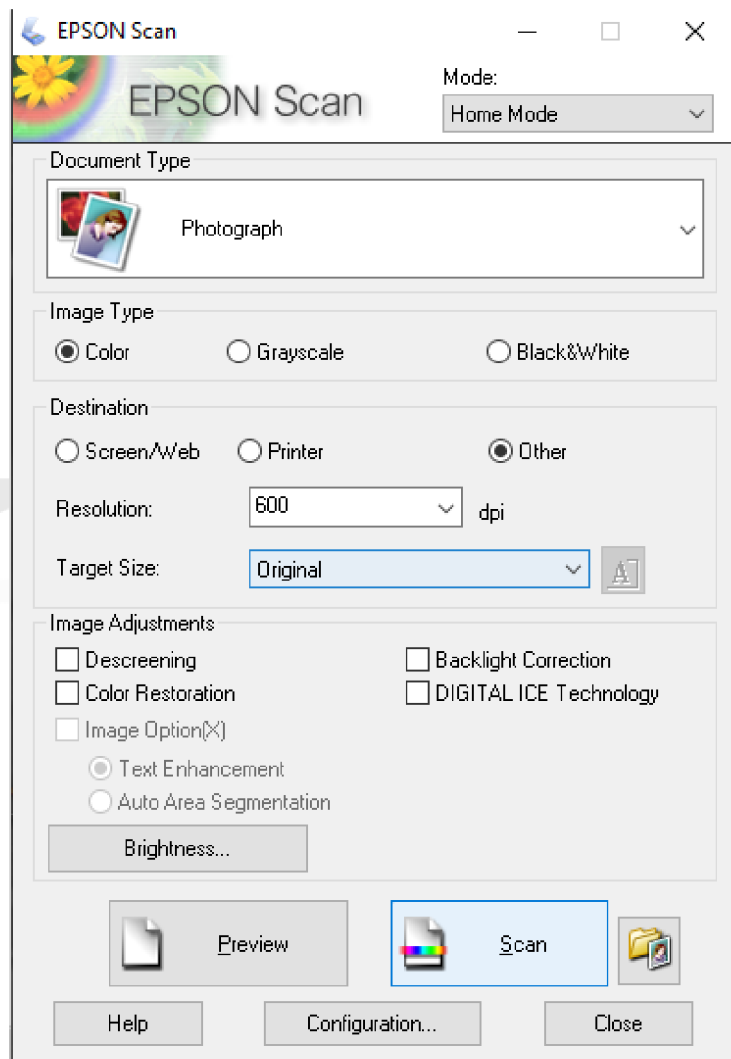 EPSON Scan
EPSON Scan
Mode:
Home Mode
Document Type
Photograph
Image Type
Color Grayscale Black&White
Destination
Screen/Web Printer Other
Resolution: 600 dpi
Target Size: Original A
Image Adjustments
Descreening Backlight Correction
Color Restoration DIGITAL ICE Technology
Image Option(X)
Text Enhancement
Auto Area Segmentation
Brightness...
Preview Scan
Help Configuration... Close